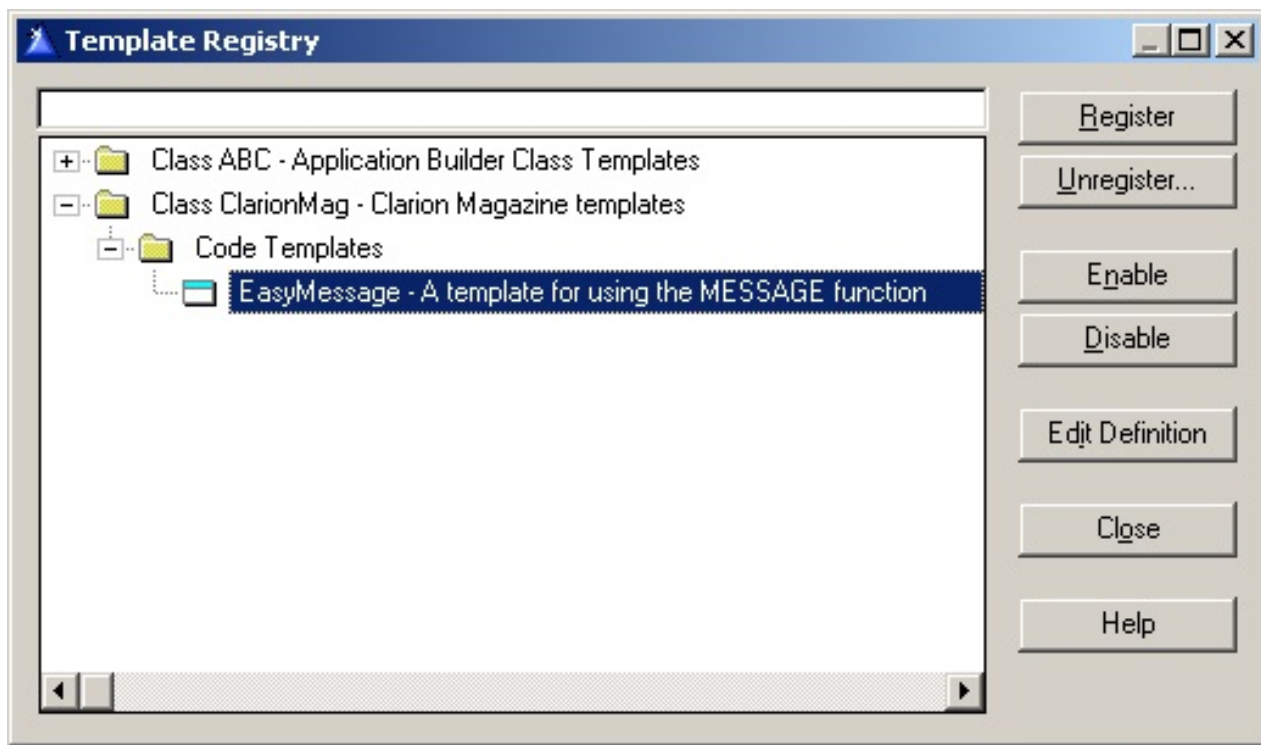 Template Registry
Class ABC - Application Builder Class Templates
Class ClarionMag - Clarion Magazine templates
Code Templates
EasyMessage - A template for using the MESSAGE function
Register
Unregister...
Enable
Disable
Edit Definition
Close
Help